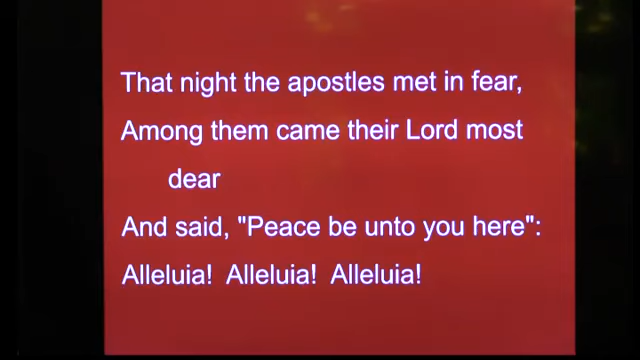 That night the apostles met in fear,
Among them came their Lord most
dear
And said, "Peace be unto you here":
Alleluia!  Alleluia!  Alleluia!